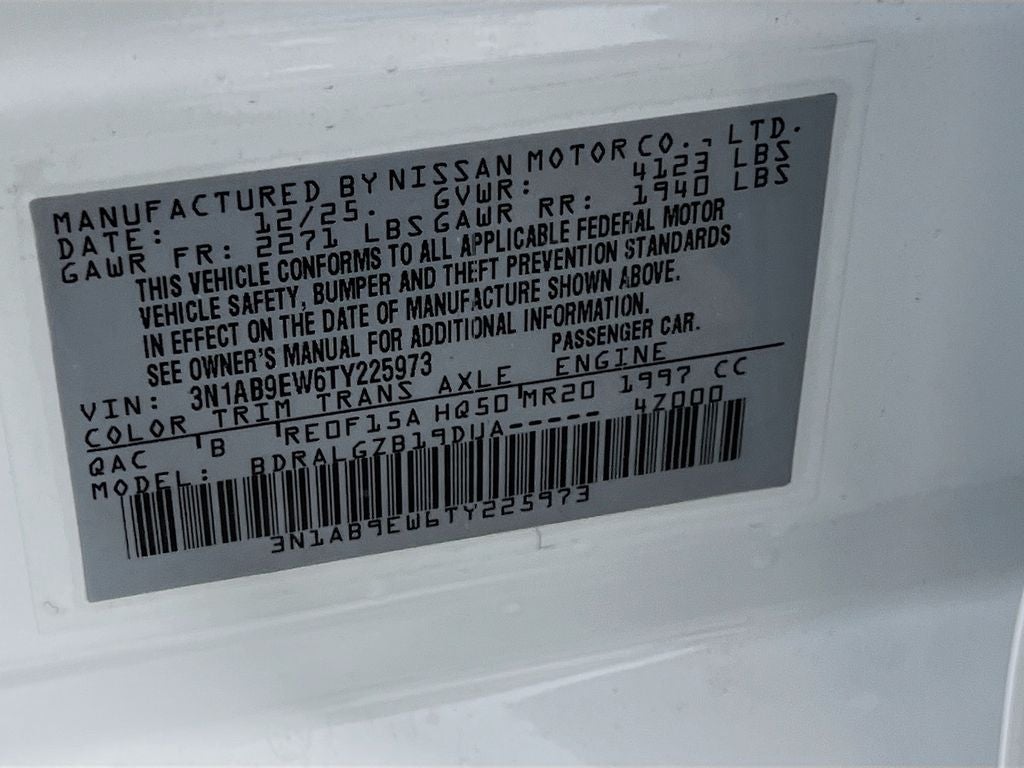 MANUFACTURED BY NISSAN MOTOR CO., LTD.
DATE: 12/25. GVWR: 4123 LBS
GAWR FR: 2271 LBS GAWR RR: 1940 LBS
THIS VEHICLE CONFORMS TO ALL APPLICABLE FEDERAL MOTOR
VEHICLE SAFETY, BUMPER AND THEFT PREVENTION STANDARDS
IN EFFECT ON THE DATE OF MANUFACTURE SHOWN ABOVE.
SEE OWNER'S MANUAL FOR ADDITIONAL INFORMATION.
VIN: 3N1AB9EW6TY225973 PASSENGER CAR.
COLOR TRIM TRANS AXLE ENGINE
QAC B RE0F15A HQ50 MR20 1997 CC
MODEL: BDRALGZB19DUA----- 4Z000
3N1AB9EW6TY225973